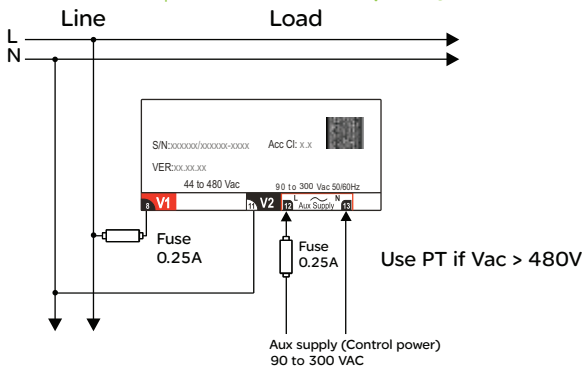 Line Load
L
N
S/N:xxxxxx/xxxxxx-xxxx Acc Cl: x.x
VER:xx.xx.xx
44 to 480 Vac 90 to 300 Vac 50/60Hz
8 V1 11 V2 12 L Aux Supply N 13
Fuse
0.25A
Fuse
0.25A
Use PT if Vac > 480V
Aux supply (Control power)
90 to 300 VAC